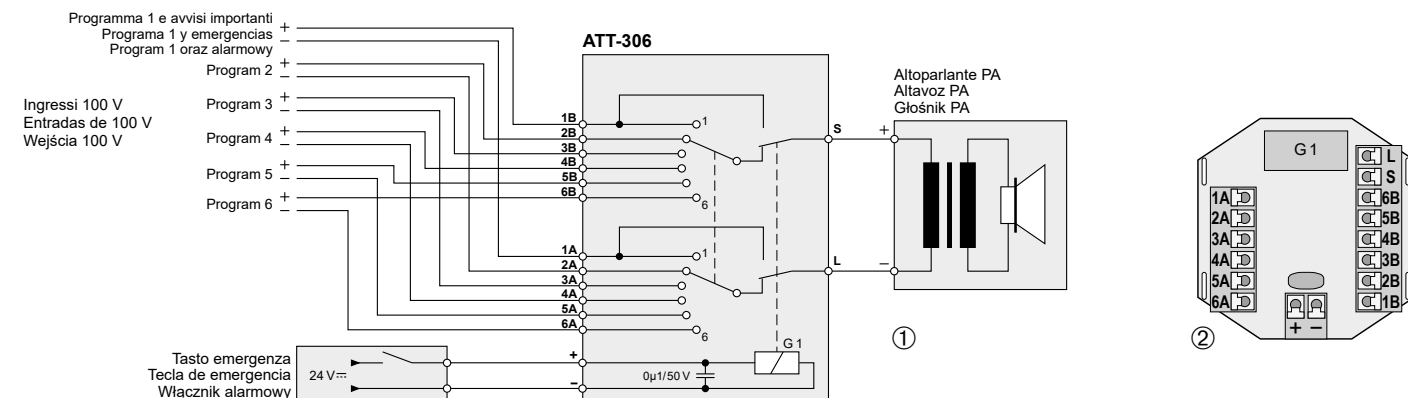 Programma 1 e avvisi importanti
Programa 1 y emergencias
Program 1 oraz alarmowy
+
−
Program 2
+
−
Program 3
+
−
Program 4
+
−
Program 5
+
−
Program 6
+
−
Ingressi 100 V
Entradas de 100 V
Wejścia 100 V
ATT-306
1B
2B
3B
4B
5B
6B
1
6
1A
2A
3A
4A
5A
6A
1
6
S
L
+
−
G 1
0µ1/50 V
Tasto emergenza
Tecla de emergencia
Włącznik alarmowy
24 V⎓
Altoparlante PA
Altavoz PA
Głośnik PA
+
−
①
G 1
L
S
6B
5B
4B
3B
2B
1B
1A
2A
3A
4A
5A
6A
+ −
②